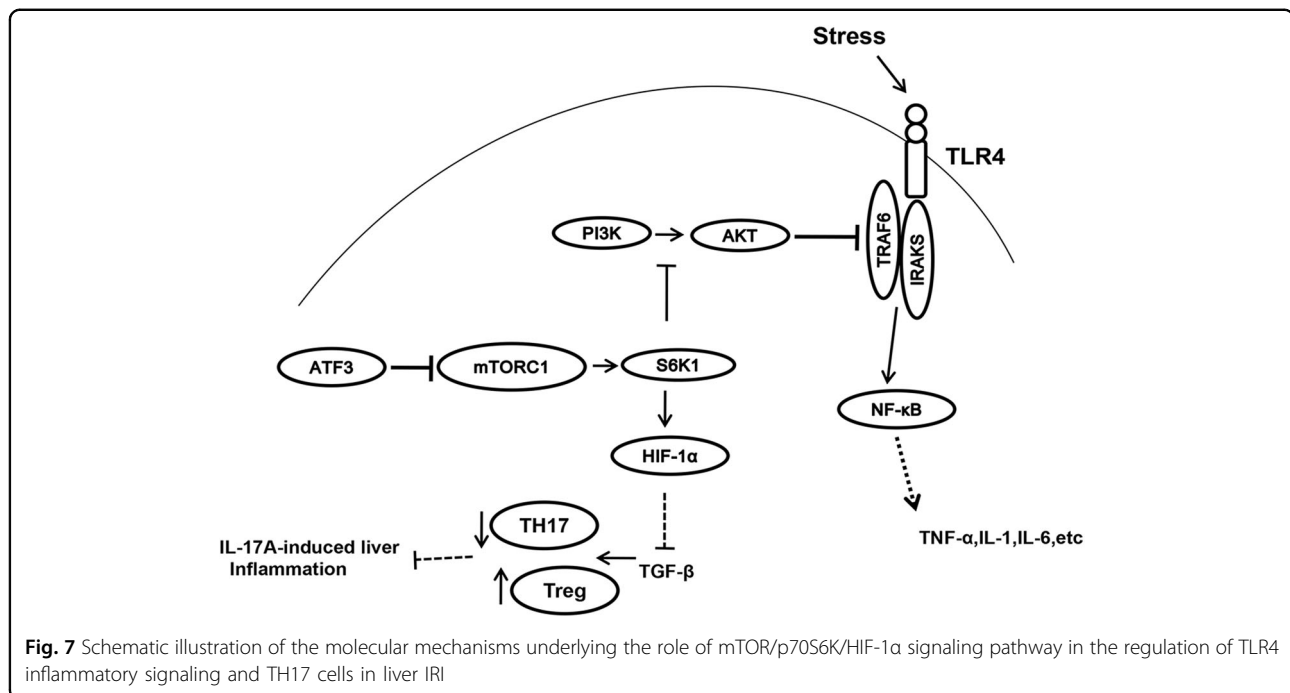 Stress
TLR4
TRAF6
IRAKS
PI3K
AKT
ATF3
mTORC1
S6K1
NF-κB
HIF-1α
TH17
IL-17A-induced liver
Inflammation
TGF-β
Treg
TNF-α,IL-1,IL-6,etc
Fig. 7 Schematic illustration of the molecular mechanisms underlying the role of mTOR/p70S6K/HIF-1α signaling pathway in the regulation of TLR4
inflammatory signaling and TH17 cells in liver IRI